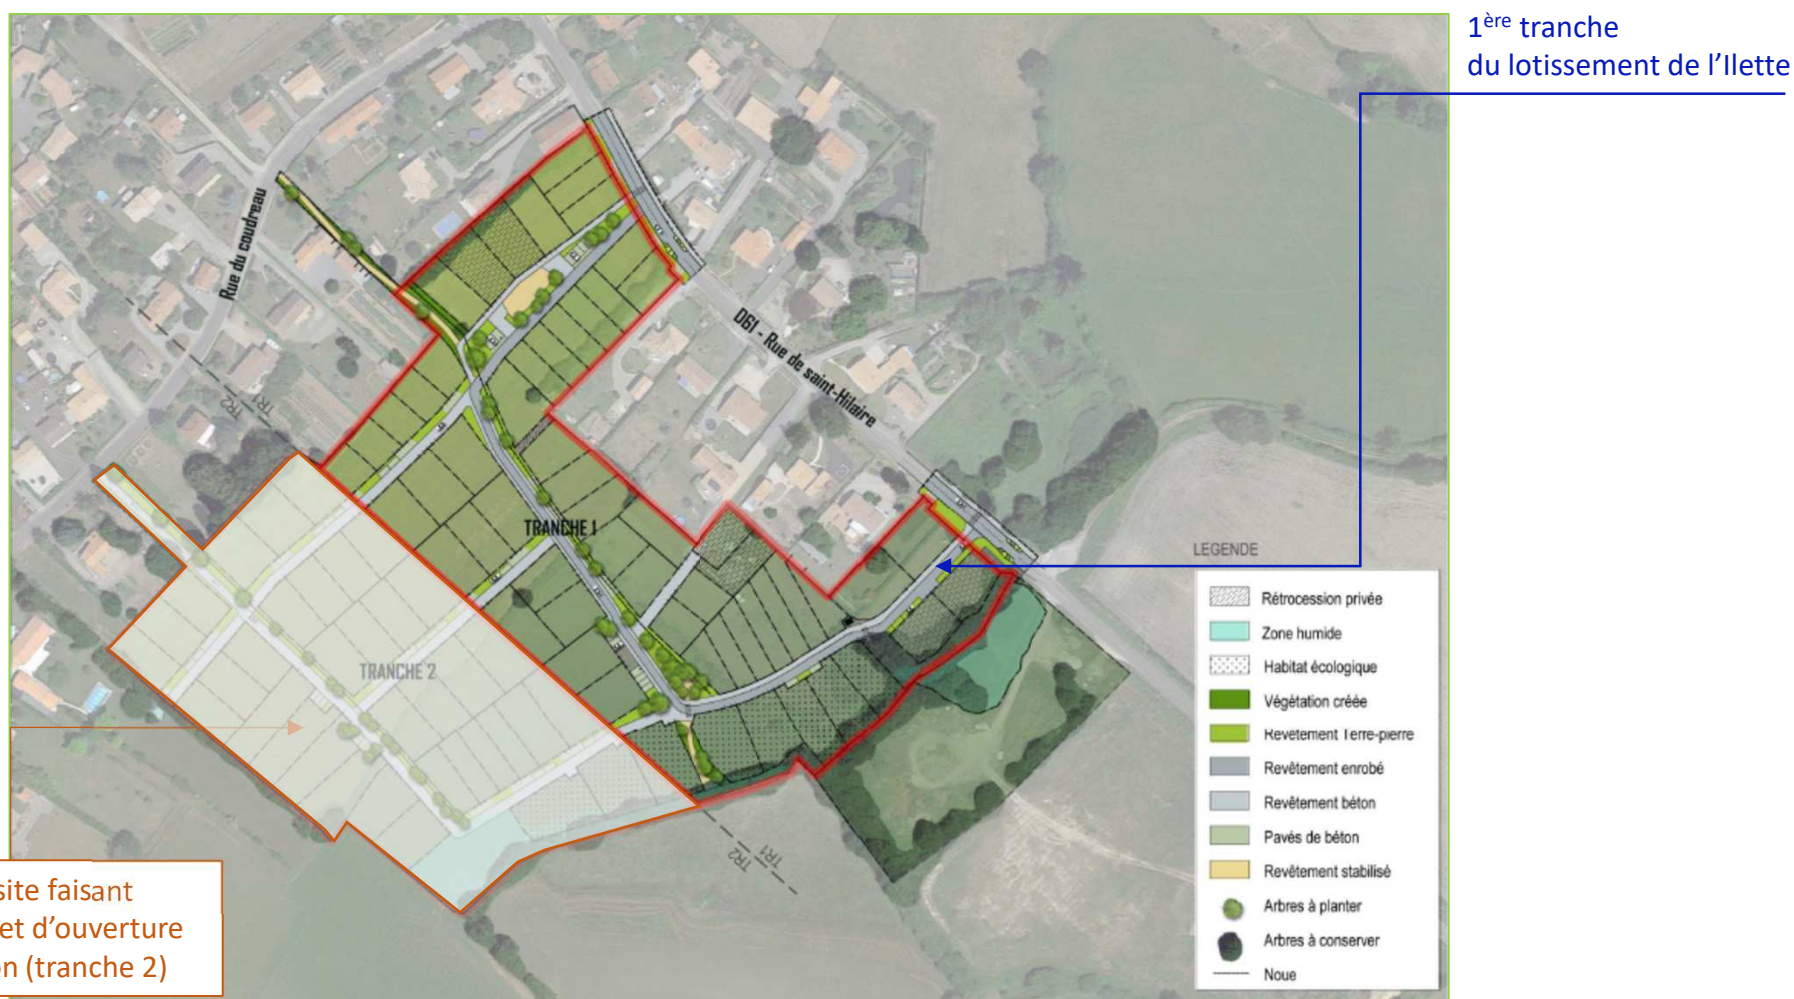 1ère tranche
du lotissement de l'Ilette
Rue du coudreau
D61 - Rue de saint-Hilaire
TR2
TR1
TRANCHE 1
TRANCHE 2
TR2
TR1
LEGENDE
Rétrocession privée
Zone humide
Habitat écologique
Végétation créée
Revêtement Terre-pierre
Revêtement enrobé
Revêtement béton
Pavés de béton
Revêtement stabilisé
Arbres à planter
Arbres à conserver
Noue
site faisant
et d'ouverture
on (tranche 2)